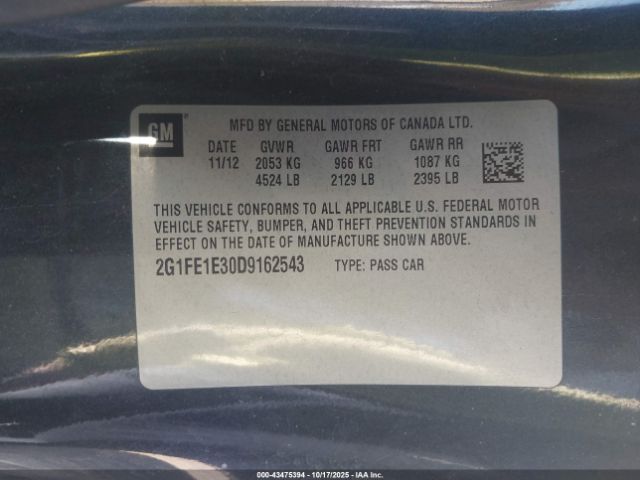 GM
MFD BY GENERAL MOTORS OF CANADA LTD.
DATE GVWR GAWR FRT GAWR RR
11/12 2053 KG 966 KG 1087 KG
4524 LB 2129 LB 2395 LB
THIS VEHICLE CONFORMS TO ALL APPLICABLE U.S. FEDERAL MOTOR
VEHICLE SAFETY, BUMPER, AND THEFT PREVENTION STANDARDS IN
EFFECT ON THE DATE OF MANUFACTURE SHOWN ABOVE.
2G1FE1E30D9162543 TYPE: PASS CAR
000-43475394 - 10/17/2025 - IAA Inc.